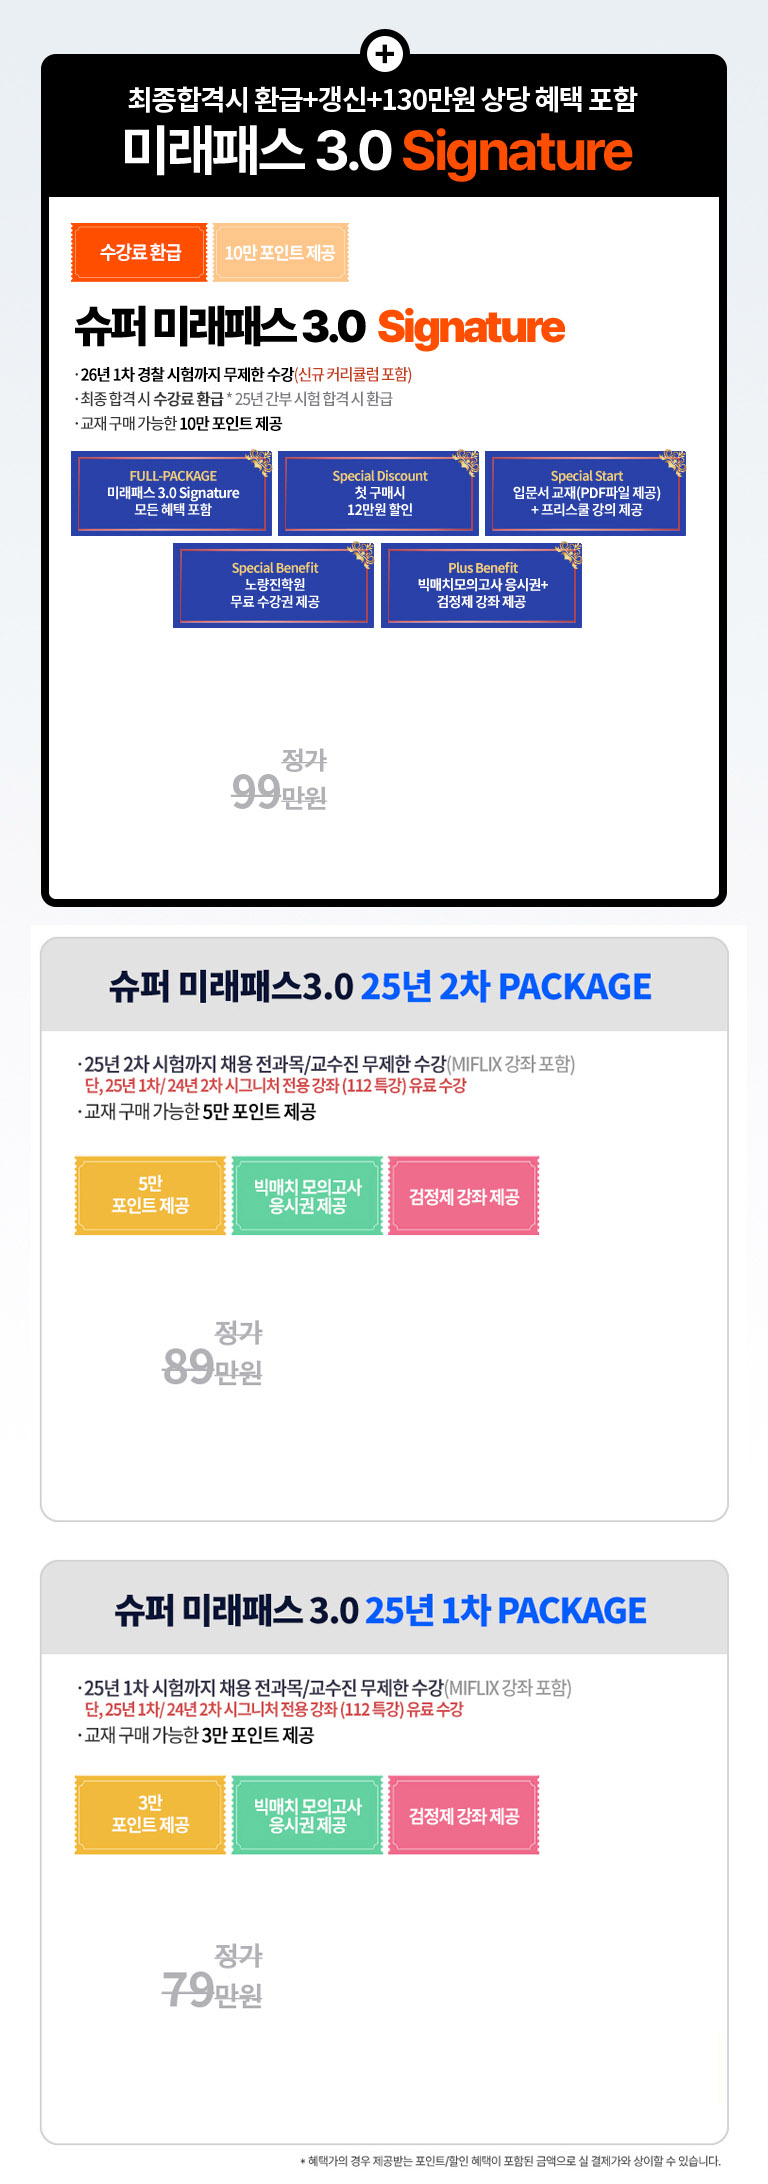 최종합격시 환급+갱신+130만원 상당 혜택 포함
미래패스 3.0 Signature
수강료 환급
10만 포인트 제공
슈퍼 미래패스 3.0 Signature
· 26년 1차 경찰 시험까지 무제한 수강(신규 커리큘럼 포함)
· 최종 합격 시 수강료 환급 * 25년 간부 시험 합격 시 환급
· 교재 구매 가능한 10만 포인트 제공
FULL-PACKAGE
미래패스 3.0 Signature
모든 혜택 포함
Special Discount
첫 구매시
12만원 할인
Special Start
입문서 교재(PDF파일 제공)
+ 프리스쿨 강의 제공
Special Benefit
노량진학원
무료 수강권 제공
Plus Benefit
빅매치모의고사 응시권+
검정제 강좌 제공
정가
99만원
슈퍼 미래패스3.0 25년 2차 PACKAGE
· 25년 2차 시험까지 채용 전과목/교수진 무제한 수강(MIFLIX 강좌 포함)
단, 25년 1차/ 24년 2차 시그니처 전용 강좌 (112 특강) 유료 수강
· 교재 구매 가능한 5만 포인트 제공
5만
포인트 제공
빅매치 모의고사
응시권 제공
검정제 강좌 제공
정가
89만원
슈퍼 미래패스 3.0 25년 1차 PACKAGE
· 25년 1차 시험까지 채용 전과목/교수진 무제한 수강(MIFLIX 강좌 포함)
단, 25년 1차/ 24년 2차 시그니처 전용 강좌 (112 특강) 유료 수강
· 교재 구매 가능한 3만 포인트 제공
3만
포인트 제공
빅매치 모의고사
응시권 제공
검정제 강좌 제공
정가
79만원
* 혜택가의 경우 제공받는 포인트/할인 혜택이 포함된 금액으로 실 결제가와 상이할 수 있습니다.